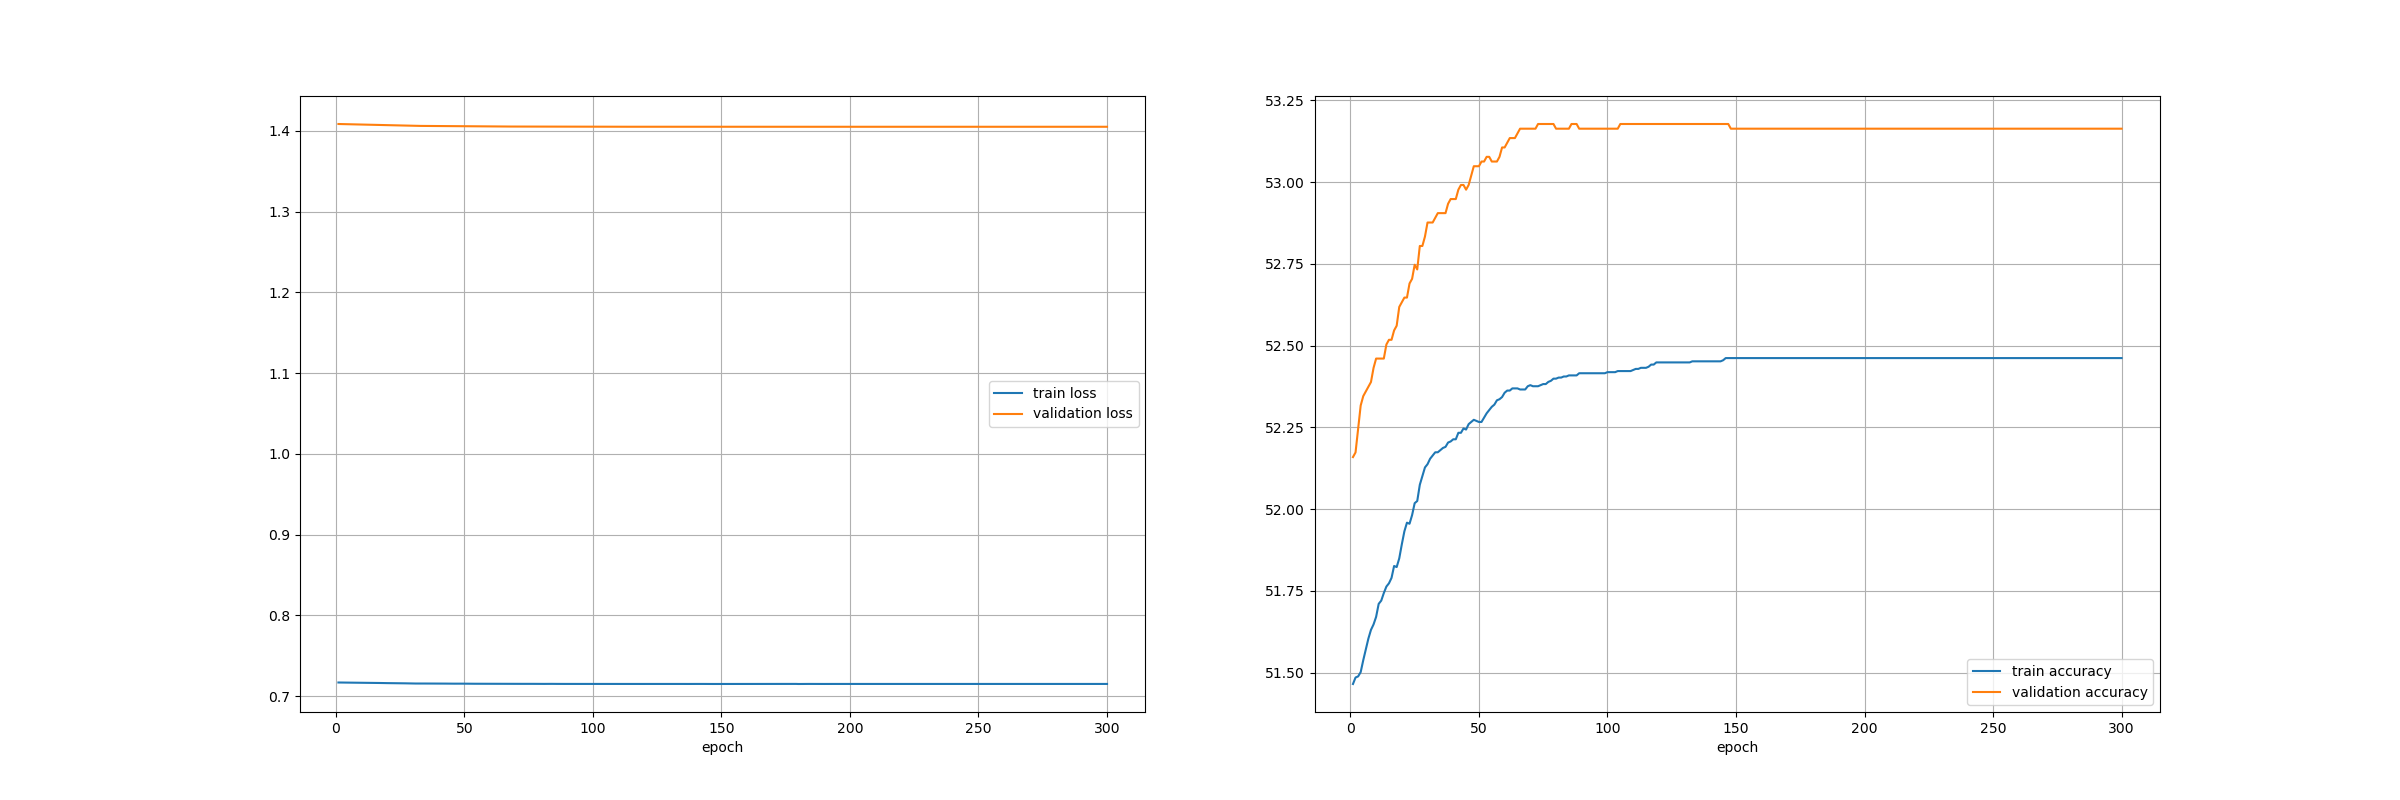 1.4
1.3
1.2
1.1
1.0
0.9
0.8
0.7
0 50 100 150 200 250 300
epoch
train loss
validation loss
53.25
53.00
52.75
52.50
52.25
52.00
51.75
51.50
0 50 100 150 200 250 300
epoch
train accuracy
validation accuracy